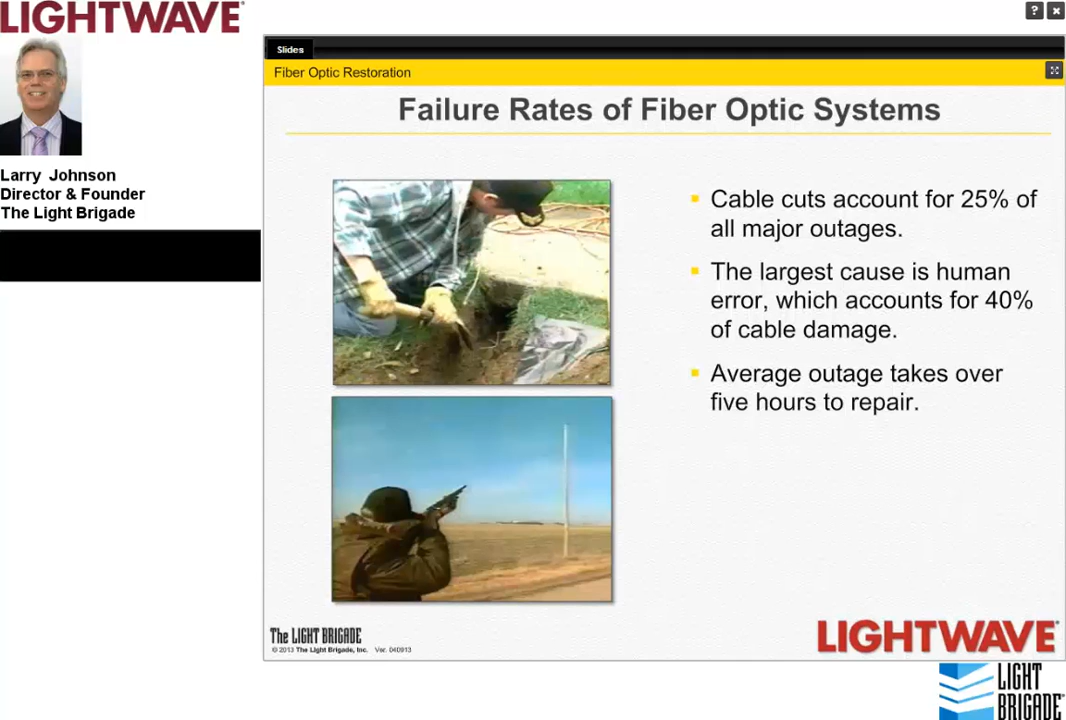 LIGHTWAVE
Larry Johnson
Director & Founder
The Light Brigade
Slides
Fiber Optic Restoration
Failure Rates of Fiber Optic Systems
▪ Cable cuts account for 25% of
all major outages.
▪ The largest cause is human
error, which accounts for 40%
of cable damage.
▪ Average outage takes over
five hours to repair.
The LIGHT BRIGADE
© 2013 The Light Brigade, Inc. Ver. 040913
LIGHTWAVE
LIGHT
BRIGADE